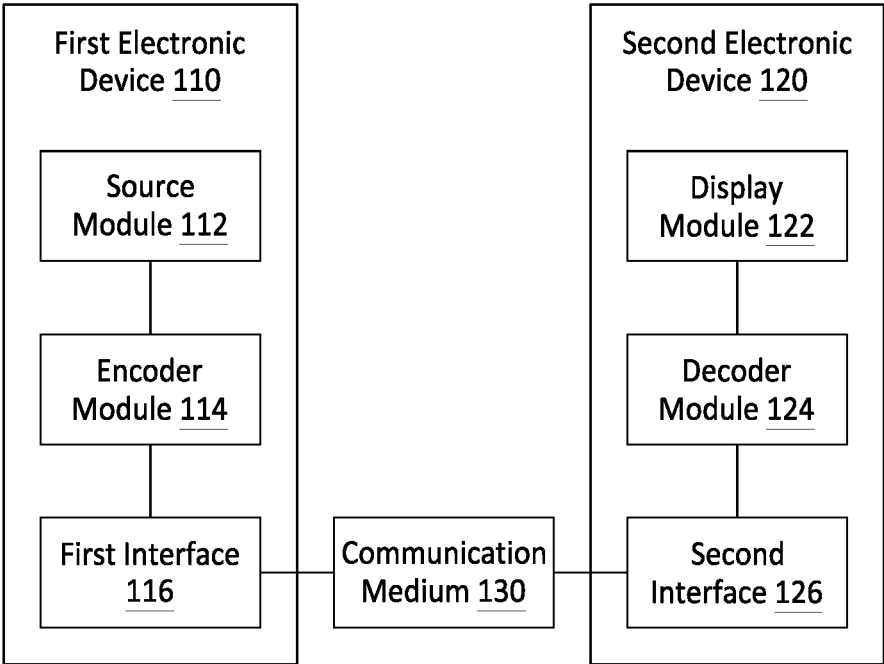 First Electronic
Device 110
Source
Module 112
Encoder
Module 114
First Interface
116
Communication
Medium 130
Second Electronic
Device 120
Display
Module 122
Decoder
Module 124
Second
Interface 126